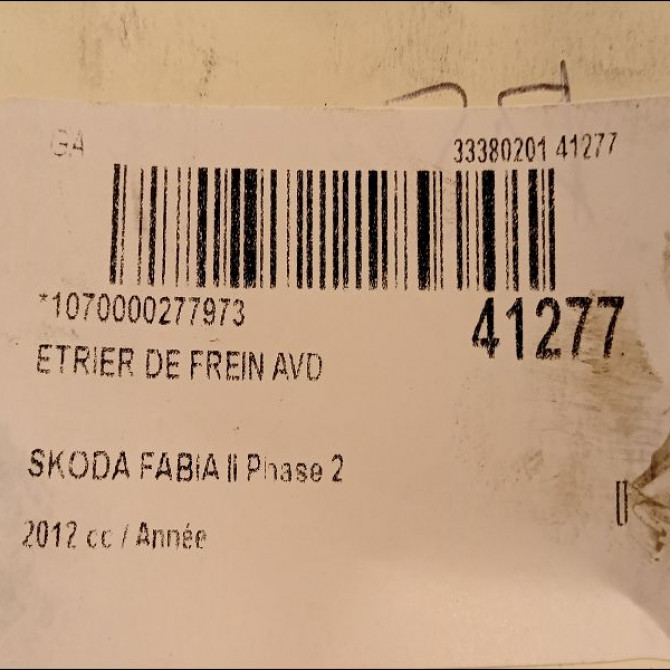 GA 33380201 41277
*1070000277973 41277
ETRIER DE FREIN AVD
SKODA FABIA II Phase 2
2012 cc / Année